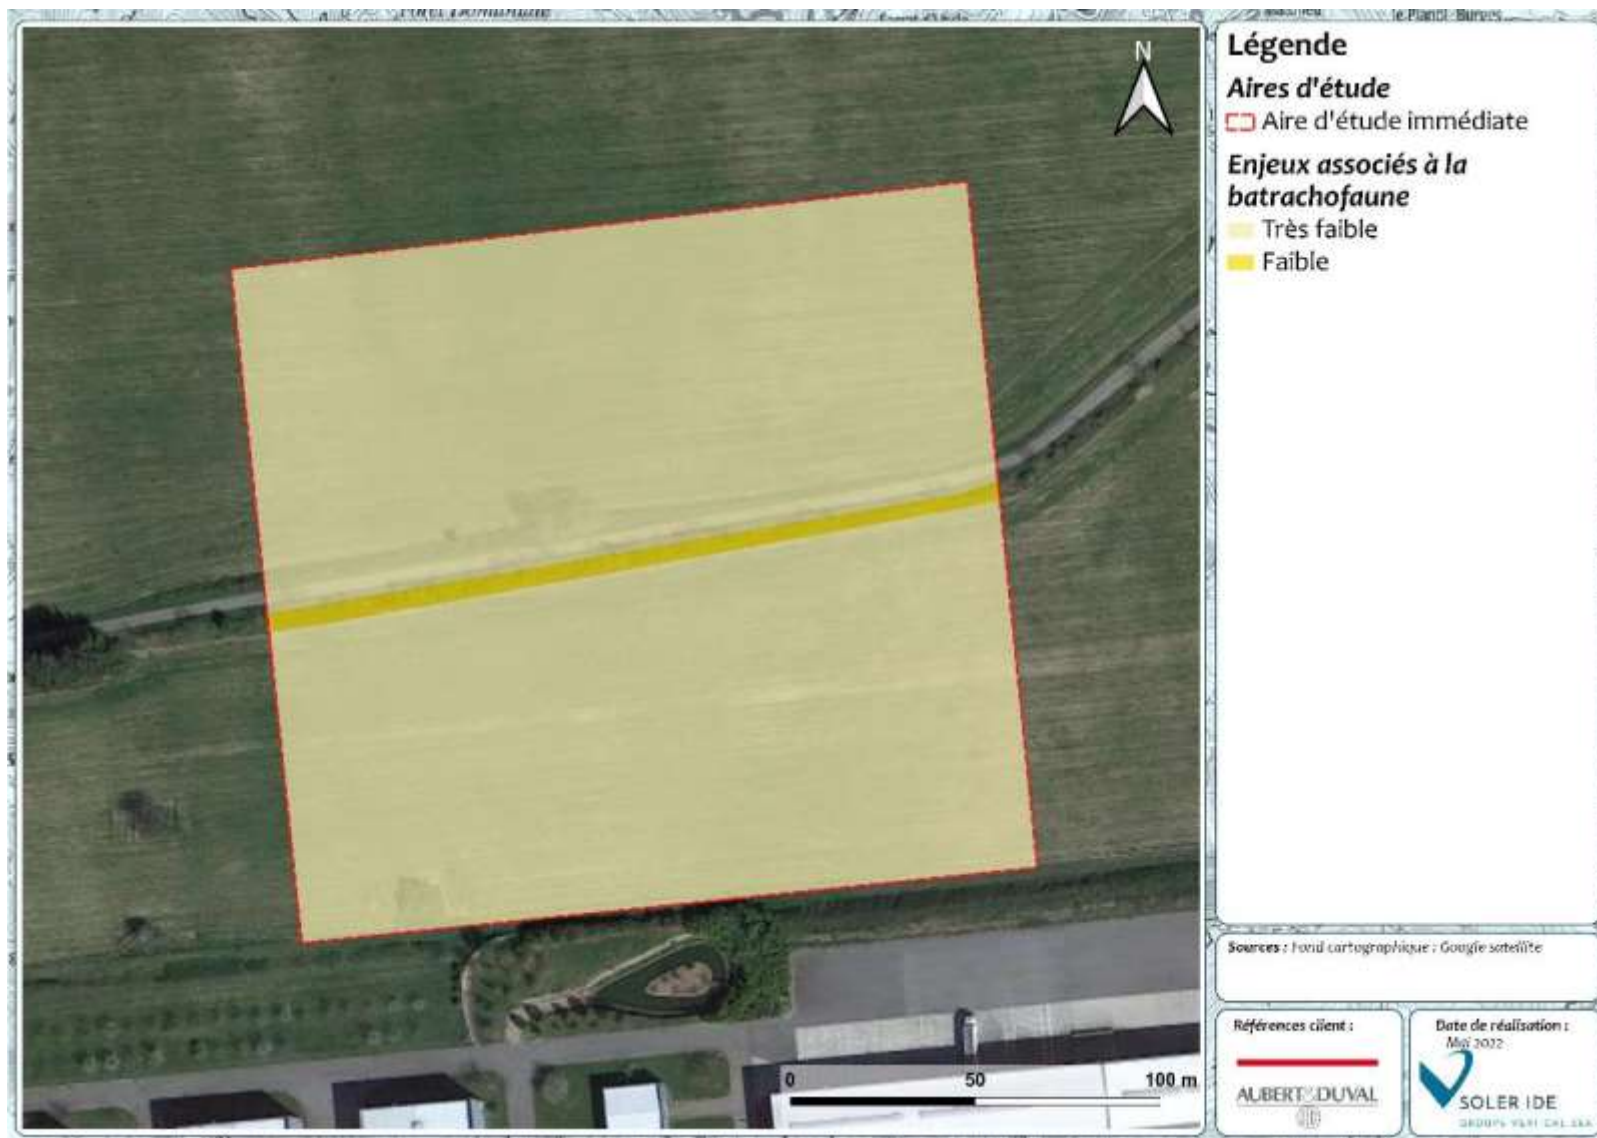 N
Légende
Aires d'étude
Aire d'étude immédiate
Enjeux associés à la
batrachofaune
Très faible
Faible
Sources : Fond cartographique : Google satellite
Références client :
AUBERT & DUVAL
Date de réalisation :
Mai 2022
SOLER IDE
0 50 100 m